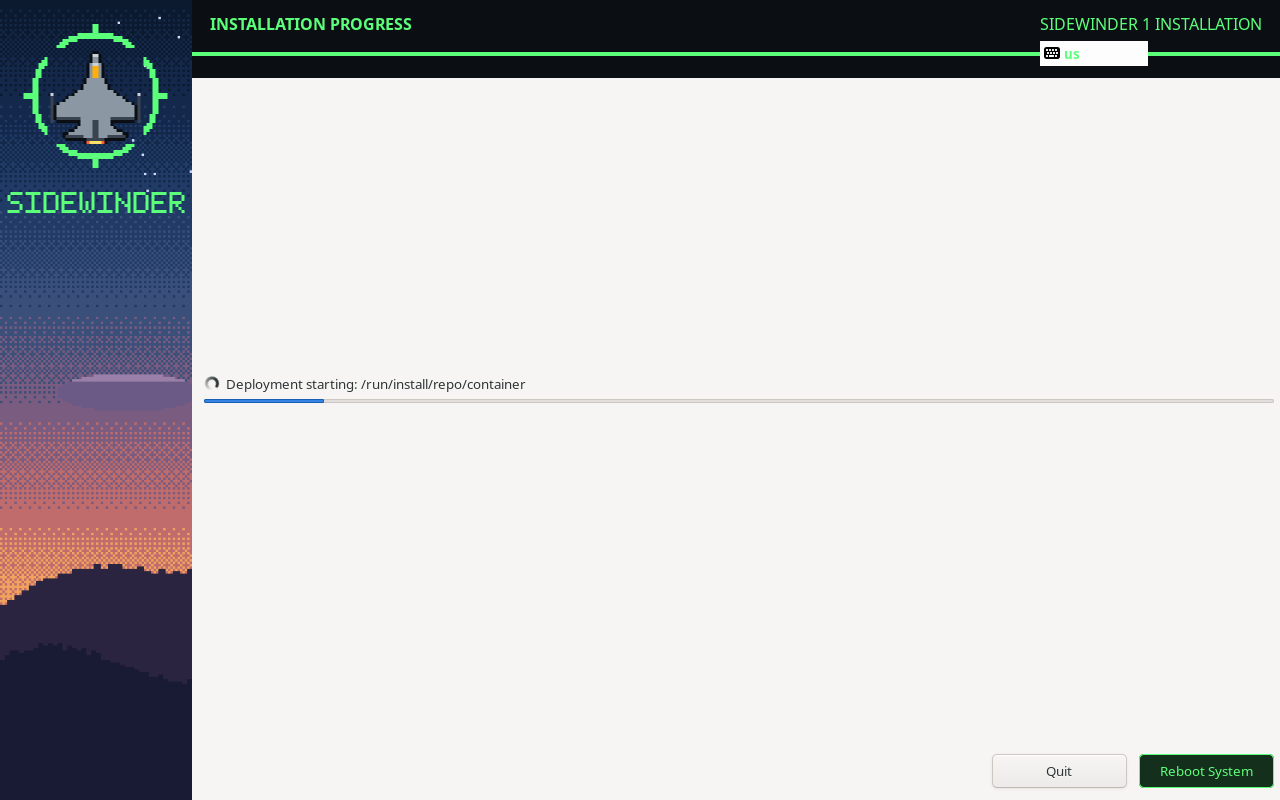 INSTALLATION PROGRESS
SIDEWINDER 1 INSTALLATION
us
SIDEWINDER
Deployment starting: /run/install/repo/container
Quit
Reboot System